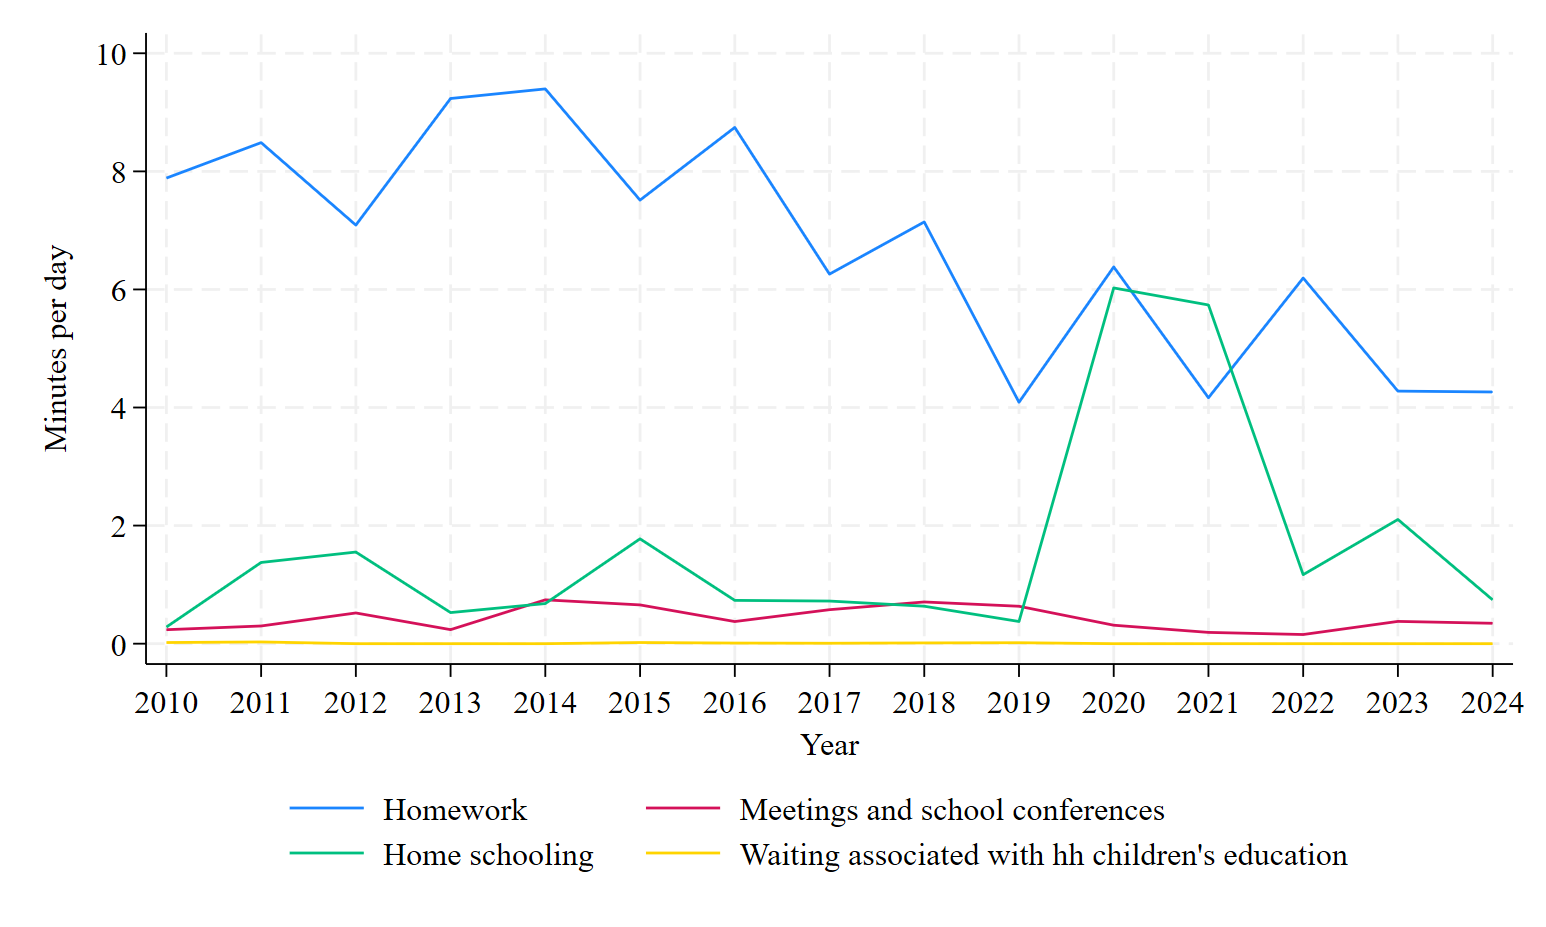 10
8
6
4
2
0
Minutes per day
2010 2011 2012 2013 2014 2015 2016 2017 2018 2019 2020 2021 2022 2023 2024
Year
Homework Meetings and school conferences
Home schooling Waiting associated with hh children's education